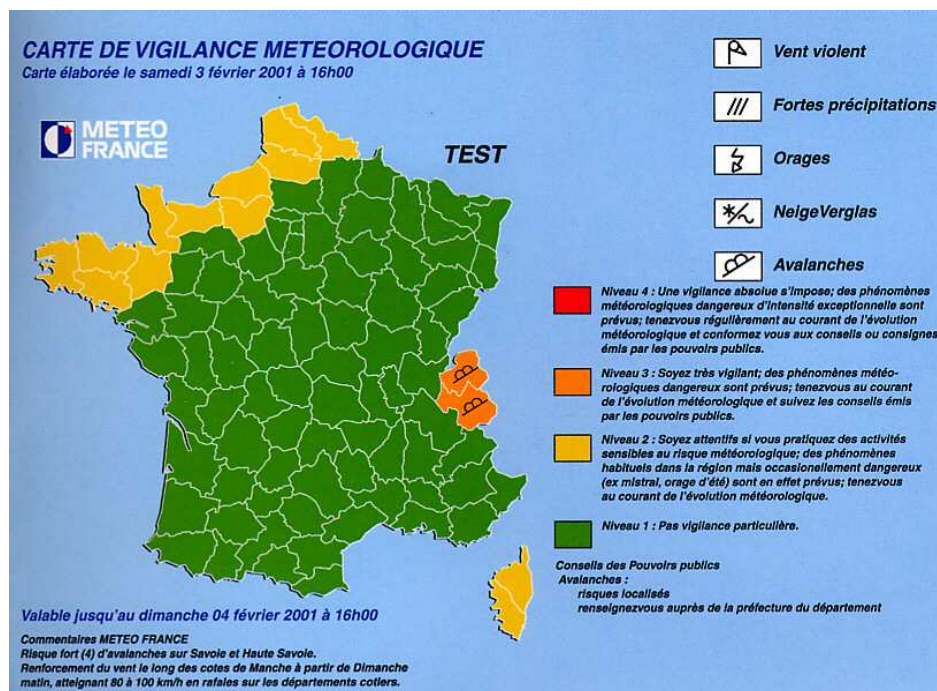 CARTE DE VIGILANCE METEOROLOGIQUE
Carte élaborée le samedi 3 février 2001 à 16h00
METEO
FRANCE
TEST
Vent violent
Fortes précipitations
Orages
NeigeVerglas
Avalanches
Niveau 4 : Une vigilance absolue s'impose; des phénomènes
météorologiques dangereux d'intensité exceptionnelle sont
prévus; tenezvous régulièrement au courant de l'évolution
météorologique et conformez vous aux conseils ou consignes
émis par les pouvoirs publics.
Niveau 3 : Soyez très vigilant; des phénomènes météo-
rologiques dangereux sont prévus; tenezvous au courant
de l'évolution météorologique et suivez les conseils émis
par les pouvoirs publics.
Niveau 2 : Soyez attentifs si vous pratiquez des activités
sensibles au risque météorologique; des phénomènes
habituels dans la région mais occasionellement dangereux
(ex mistral, orage d'été) sont en effet prévus; tenezvous
au courant de l'évolution météorologique.
Niveau 1 : Pas vigilance particulière.
Conseils des Pouvoirs publics
Avalanches :
risques localisés
renseignezvous auprès de la préfecture du département
Valable jusqu'au dimanche 04 février 2001 à 16h00
Commentaires METEO FRANCE
Risque fort (4) d'avalanches sur Savoie et Haute Savoie.
Renforcement du vent le long des cotes de Manche à partir de Dimanche
matin, atteignant 80 à 100 km/h en rafales sur les départements cotiers.